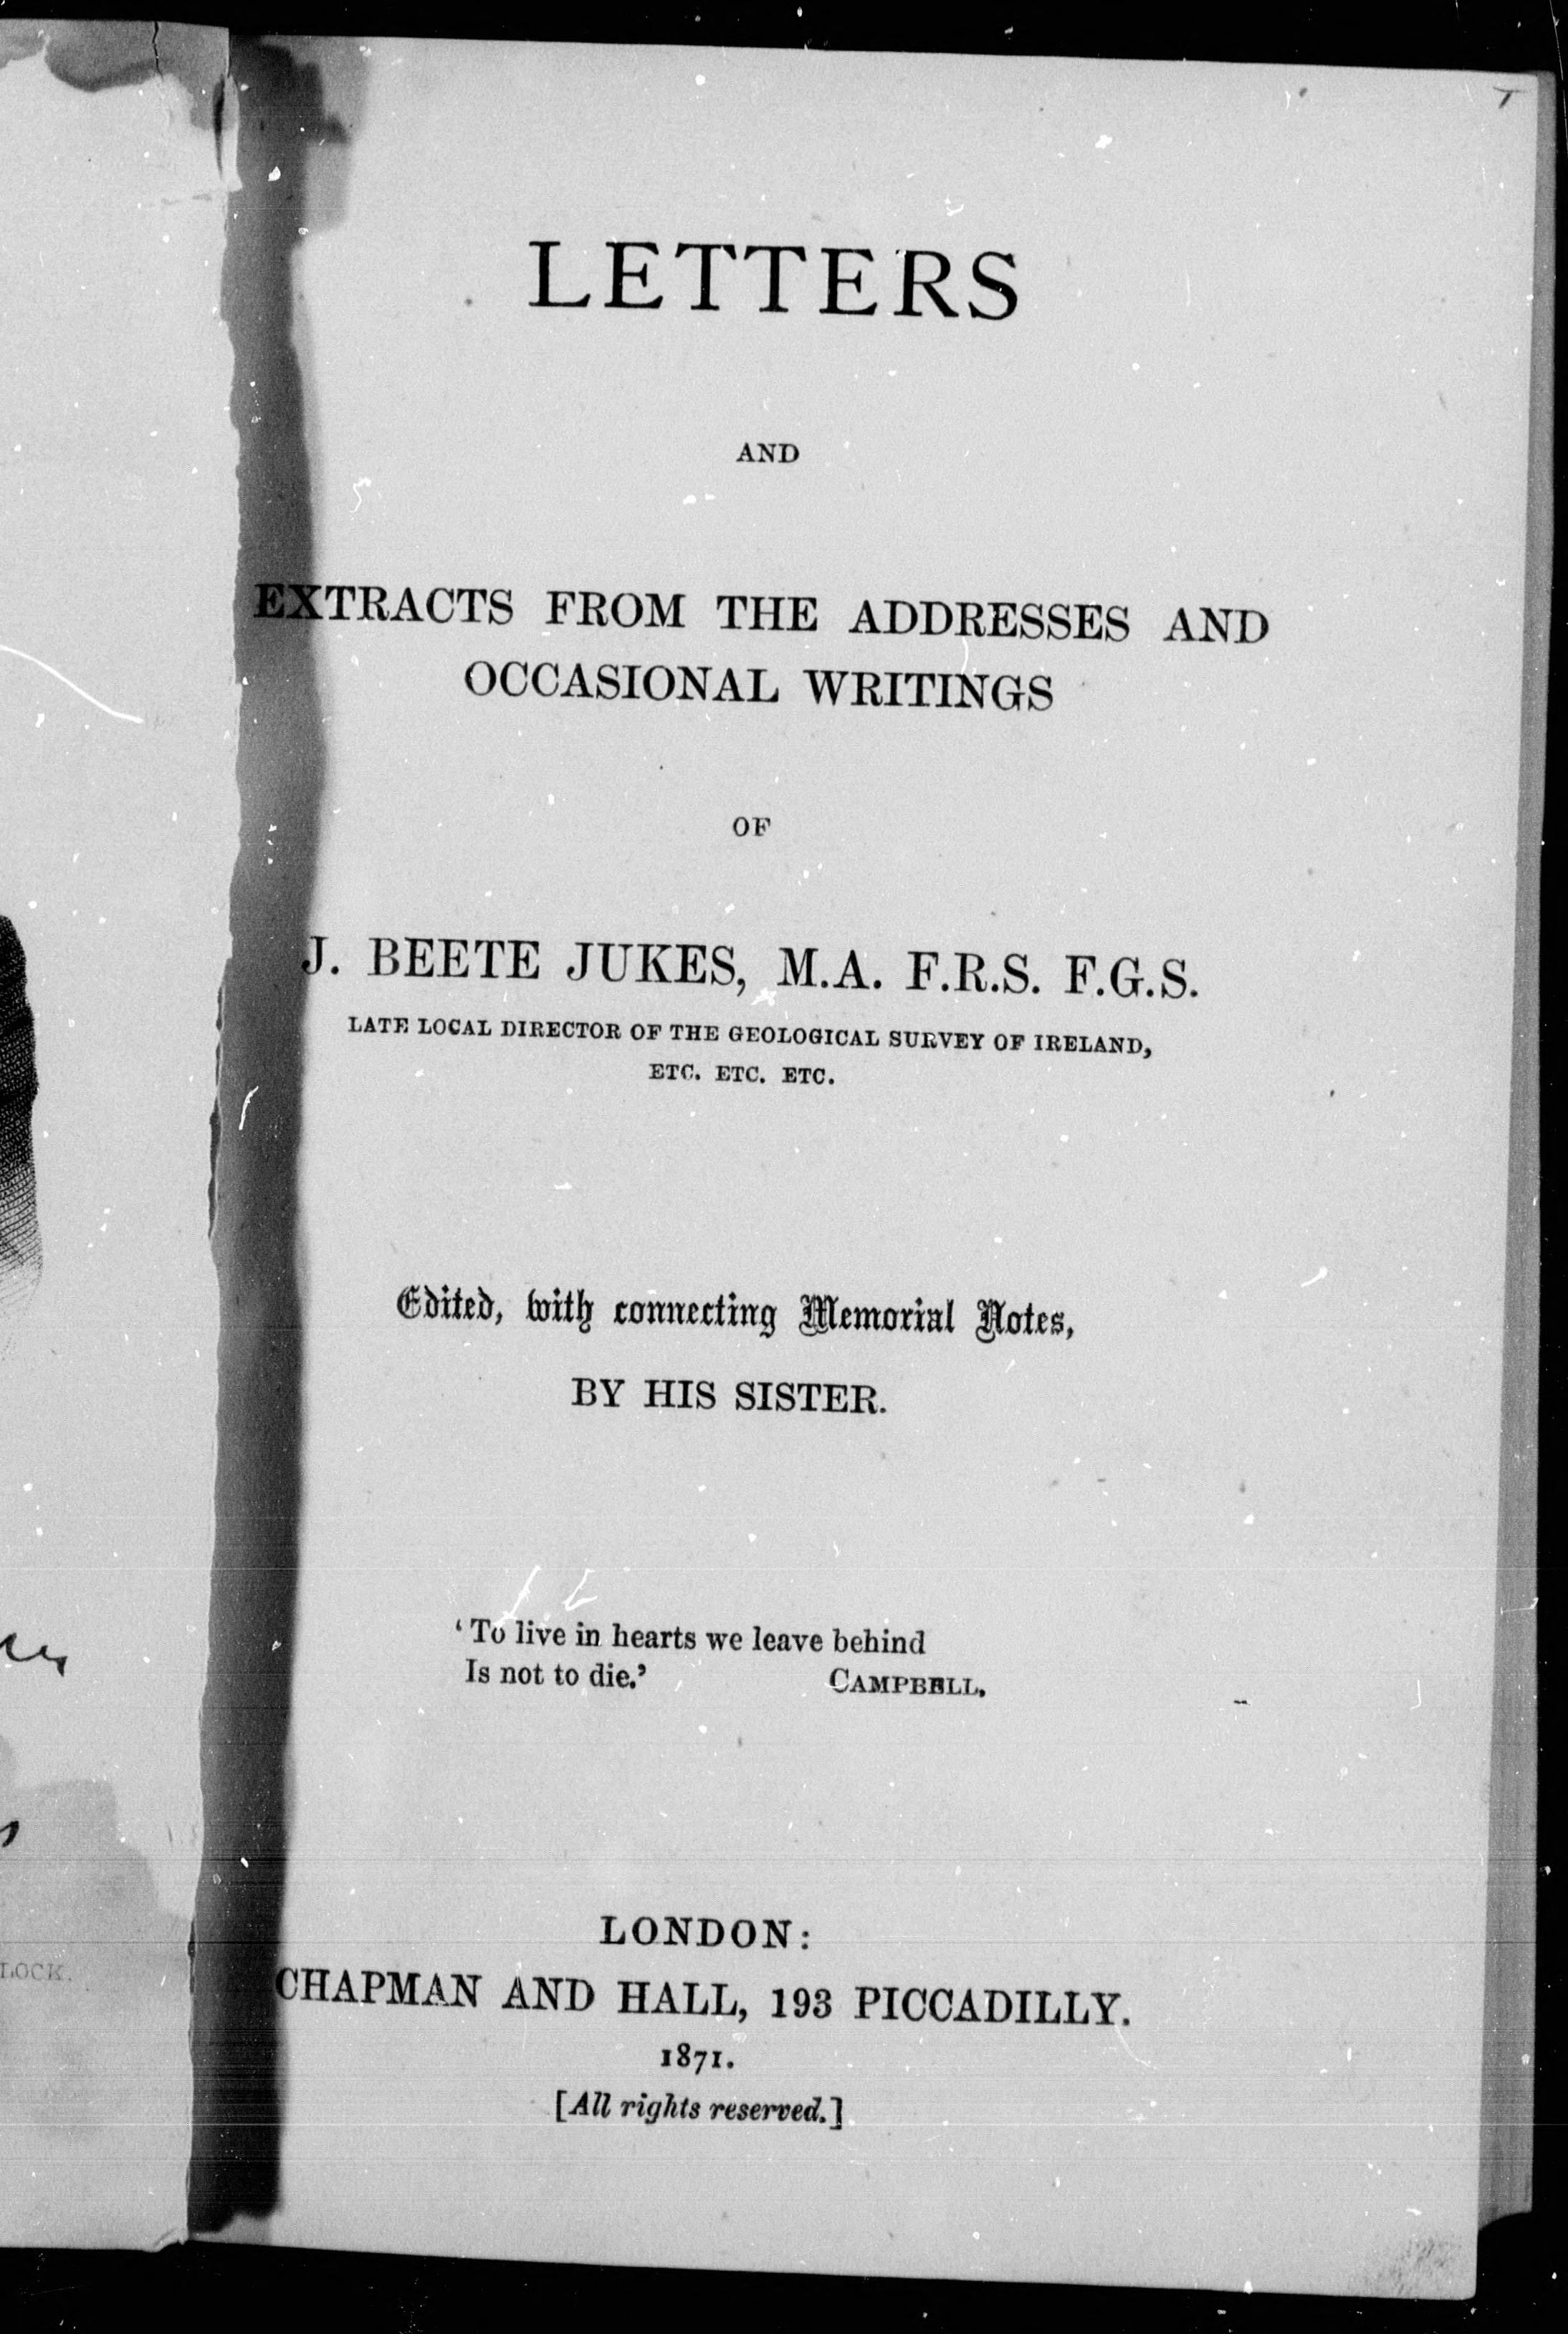 LETTERS
AND
EXTRACTS FROM THE ADDRESSES AND
OCCASIONAL WRITINGS
OF
J. BEETE JUKES, M.A. F.R.S. F.G.S.
LATE LOCAL DIRECTOR OF THE GEOLOGICAL SURVEY OF IRELAND,
ETC. ETC. ETC.
Edited, with connecting Memorial Notes,
BY HIS SISTER.
‘To live in hearts we leave behind
Is not to die.’ CAMPBELL.
LONDON:
CHAPMAN AND HALL, 193 PICCADILLY.
1871.
[All rights reserved.]
LOCK.